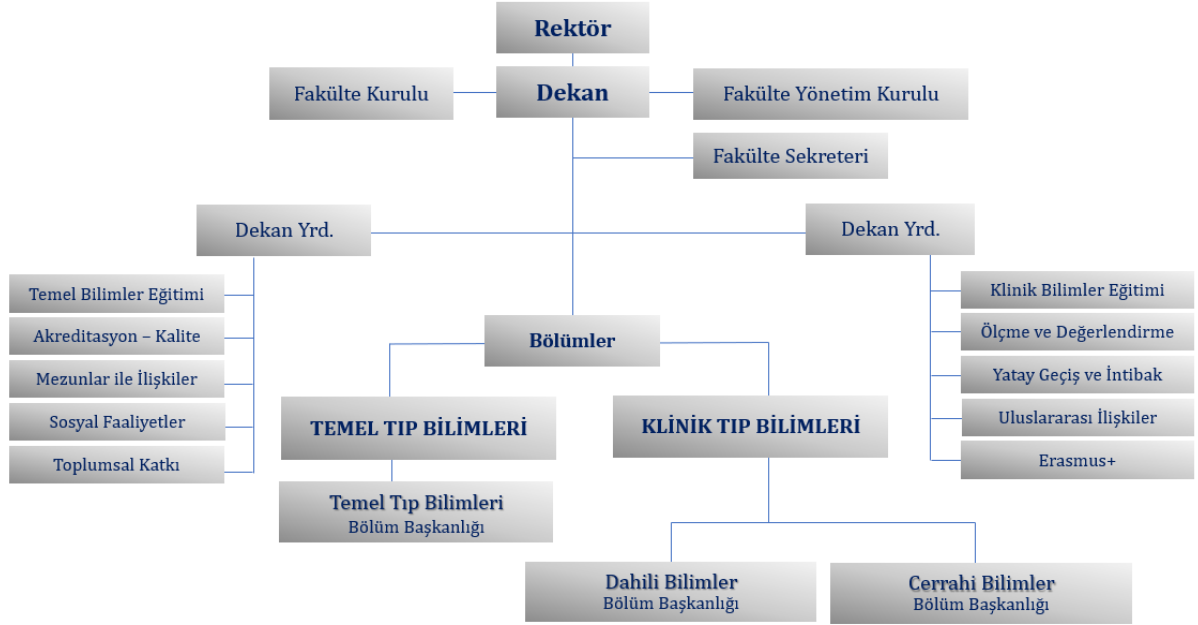 Rektör
Fakülte Kurulu
Dekan
Fakülte Yönetim Kurulu
Fakülte Sekreteri
Dekan Yrd.
Dekan Yrd.
Temel Bilimler Eğitimi
Akreditasyon – Kalite
Mezunlar ile İlişkiler
Sosyal Faaliyetler
Toplumsal Katkı
Klinik Bilimler Eğitimi
Ölçme ve Değerlendirme
Yatay Geçiş ve İntibak
Uluslararası İlişkiler
Erasmus+
Bölümler
TEMEL TIP BİLİMLERİ
KLİNİK TIP BİLİMLERİ
Temel Tıp Bilimleri
Bölüm Başkanlığı
Dahili Bilimler
Bölüm Başkanlığı
Cerrahi Bilimler
Bölüm Başkanlığı